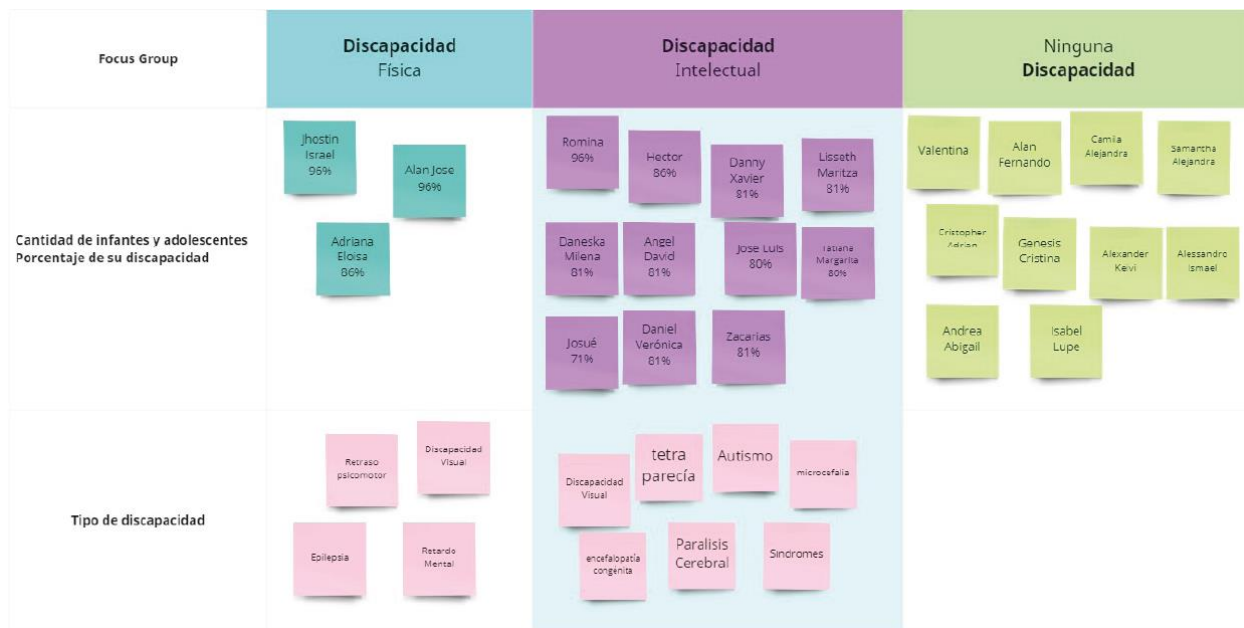 Focus Group
Discapacidad
Física
Discapacidad
Intelectual
Ninguna
Discapacidad
Cantidad de infantes y adolescentes
Porcentaje de su discapacidad
Jhostin
Israel
96%
Alan Jose
96%
Adriana
Eloisa
86%
Romina
96%
Hector
86%
Danny
Xavier
81%
Lisseth
Maritza
81%
Daneska
Milena
81%
Angel
David
81%
Jose Luis
80%
Tatiana
Margarita
80%
Josué
71%
Daniel
Verónica
81%
Zacarias
81%
Valentina
Alan
Fernando
Camila
Alejandra
Samantha
Alejandra
Cristopher
Adrian
Genesis
Cristina
Alexander
Keivi
Alessandro
Ismael
Andrea
Abigail
Isabel
Lupe
Tipo de discapacidad
Retraso
psicomotor
Discapacidad
Visual
Epilepsia
Retardo
Mental
Discapacidad
Visual
tetra
parecía
Autismo
microcefalia
encefalopatía
congénita
Paralisis
Cerebral
Sindromes